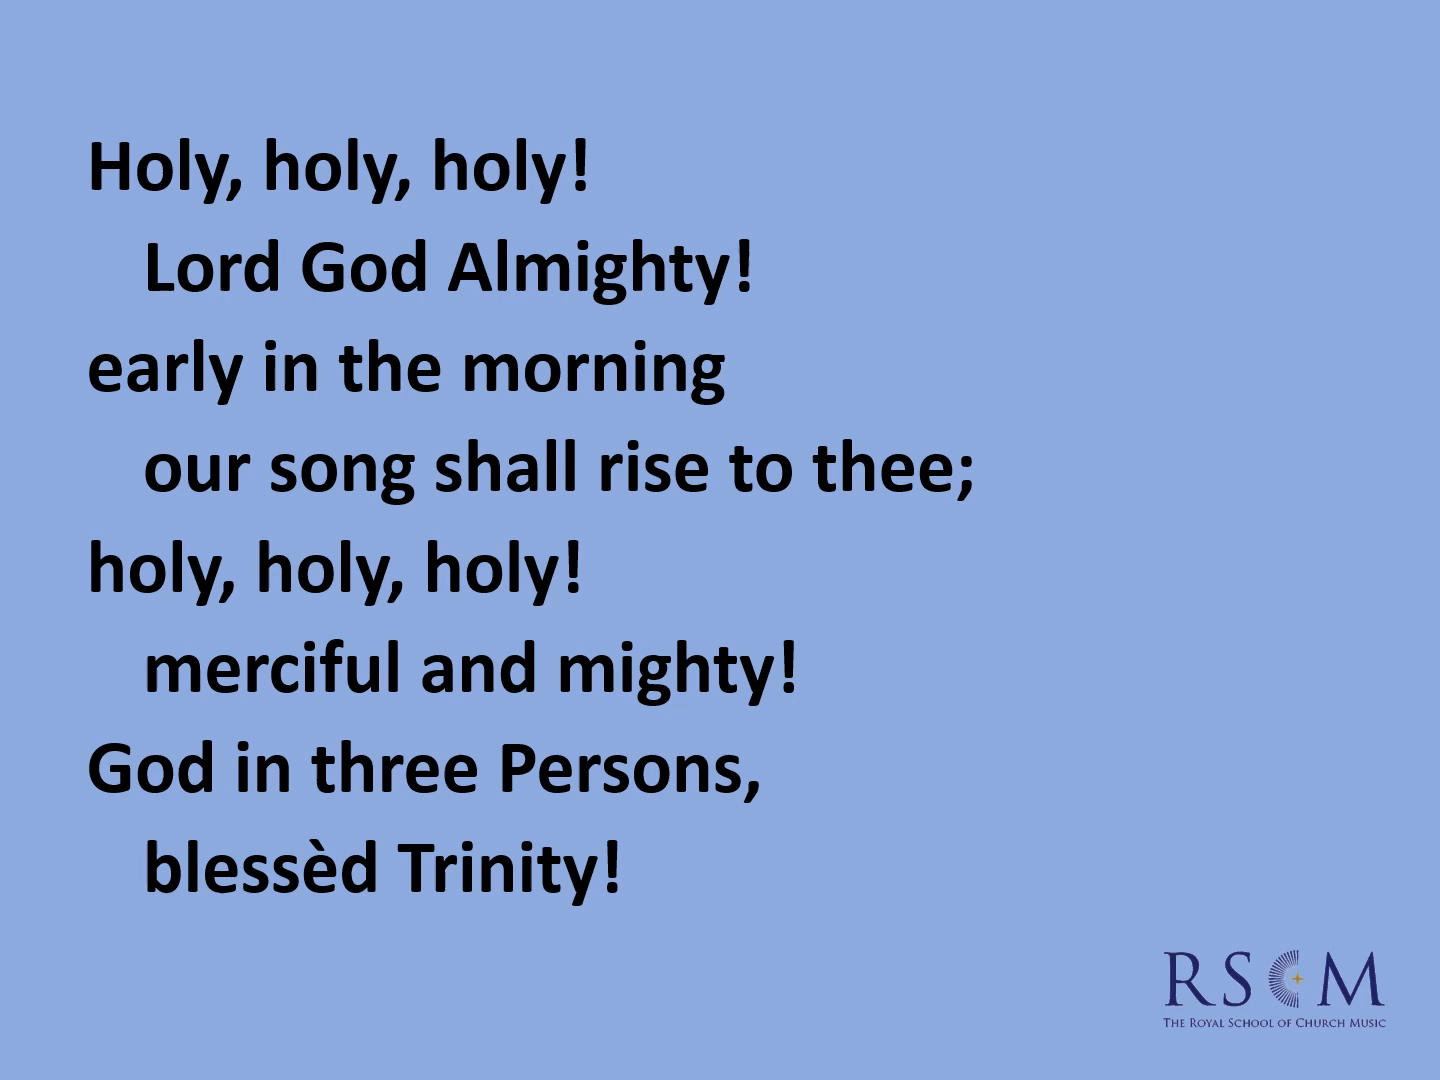 Holy, holy, holy!
Lord God Almighty!
early in the morning
our song shall rise to thee;
holy, holy, holy!
merciful and mighty!
God in three Persons,
blessèd Trinity!
RSCM
THE ROYAL SCHOOL OF CHURCH MUSIC